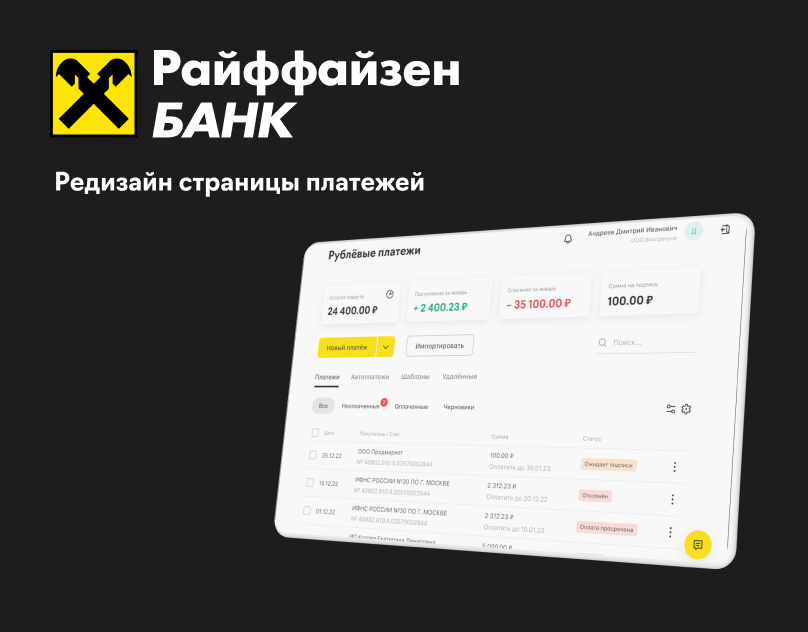 Райффайзен
БАНК
Редизайн страницы платежей
Рублёвые платежи
Андреев Дмитрий Иванович
ООО Биогранула
Д
Остаток средств
24 400.00 ₽
Поступления за январь
+ 2 400.23 ₽
Списания за январь
- 35 100.00 ₽
Сумма на подпись
100.00 ₽
Новый платёж
Импортировать
Поиск...
Платежи Автоплатежи Шаблоны Удалённые
Все Неоплаченные Оплаченные Черновики
Дата Получатель | Счёт Сумма Статус
25.12.22 ООО Продмаркет 100.00 ₽ Ожидает подписи
№ 40802.810.4.02570002844 Оплатить до 30.01.23
15.12.22 ИФНС РОССИИ №30 ПО Г. МОСКВЕ 2 312.23 ₽ Отклонён
№ 40802.810.4.02570002844 Оплатить до 20.12.22
01.12.22 ИФНС РОССИИ №30 ПО Г. МОСКВЕ 2 312.23 ₽ Оплата просрочена
№ 40802.810.4.02570002844 Оплатить до 10.01.23
Екатерина 5 000.00 ₽